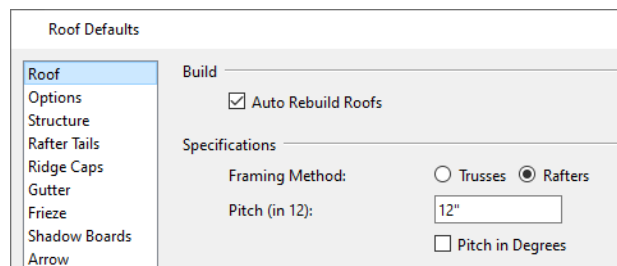 Roof Defaults
Roof
Options
Structure
Rafter Tails
Ridge Caps
Gutter
Frieze
Shadow Boards
Arrow
Build
Auto Rebuild Roofs
Specifications
Framing Method: Trusses Rafters
Pitch (in 12): 12"
Pitch in Degrees